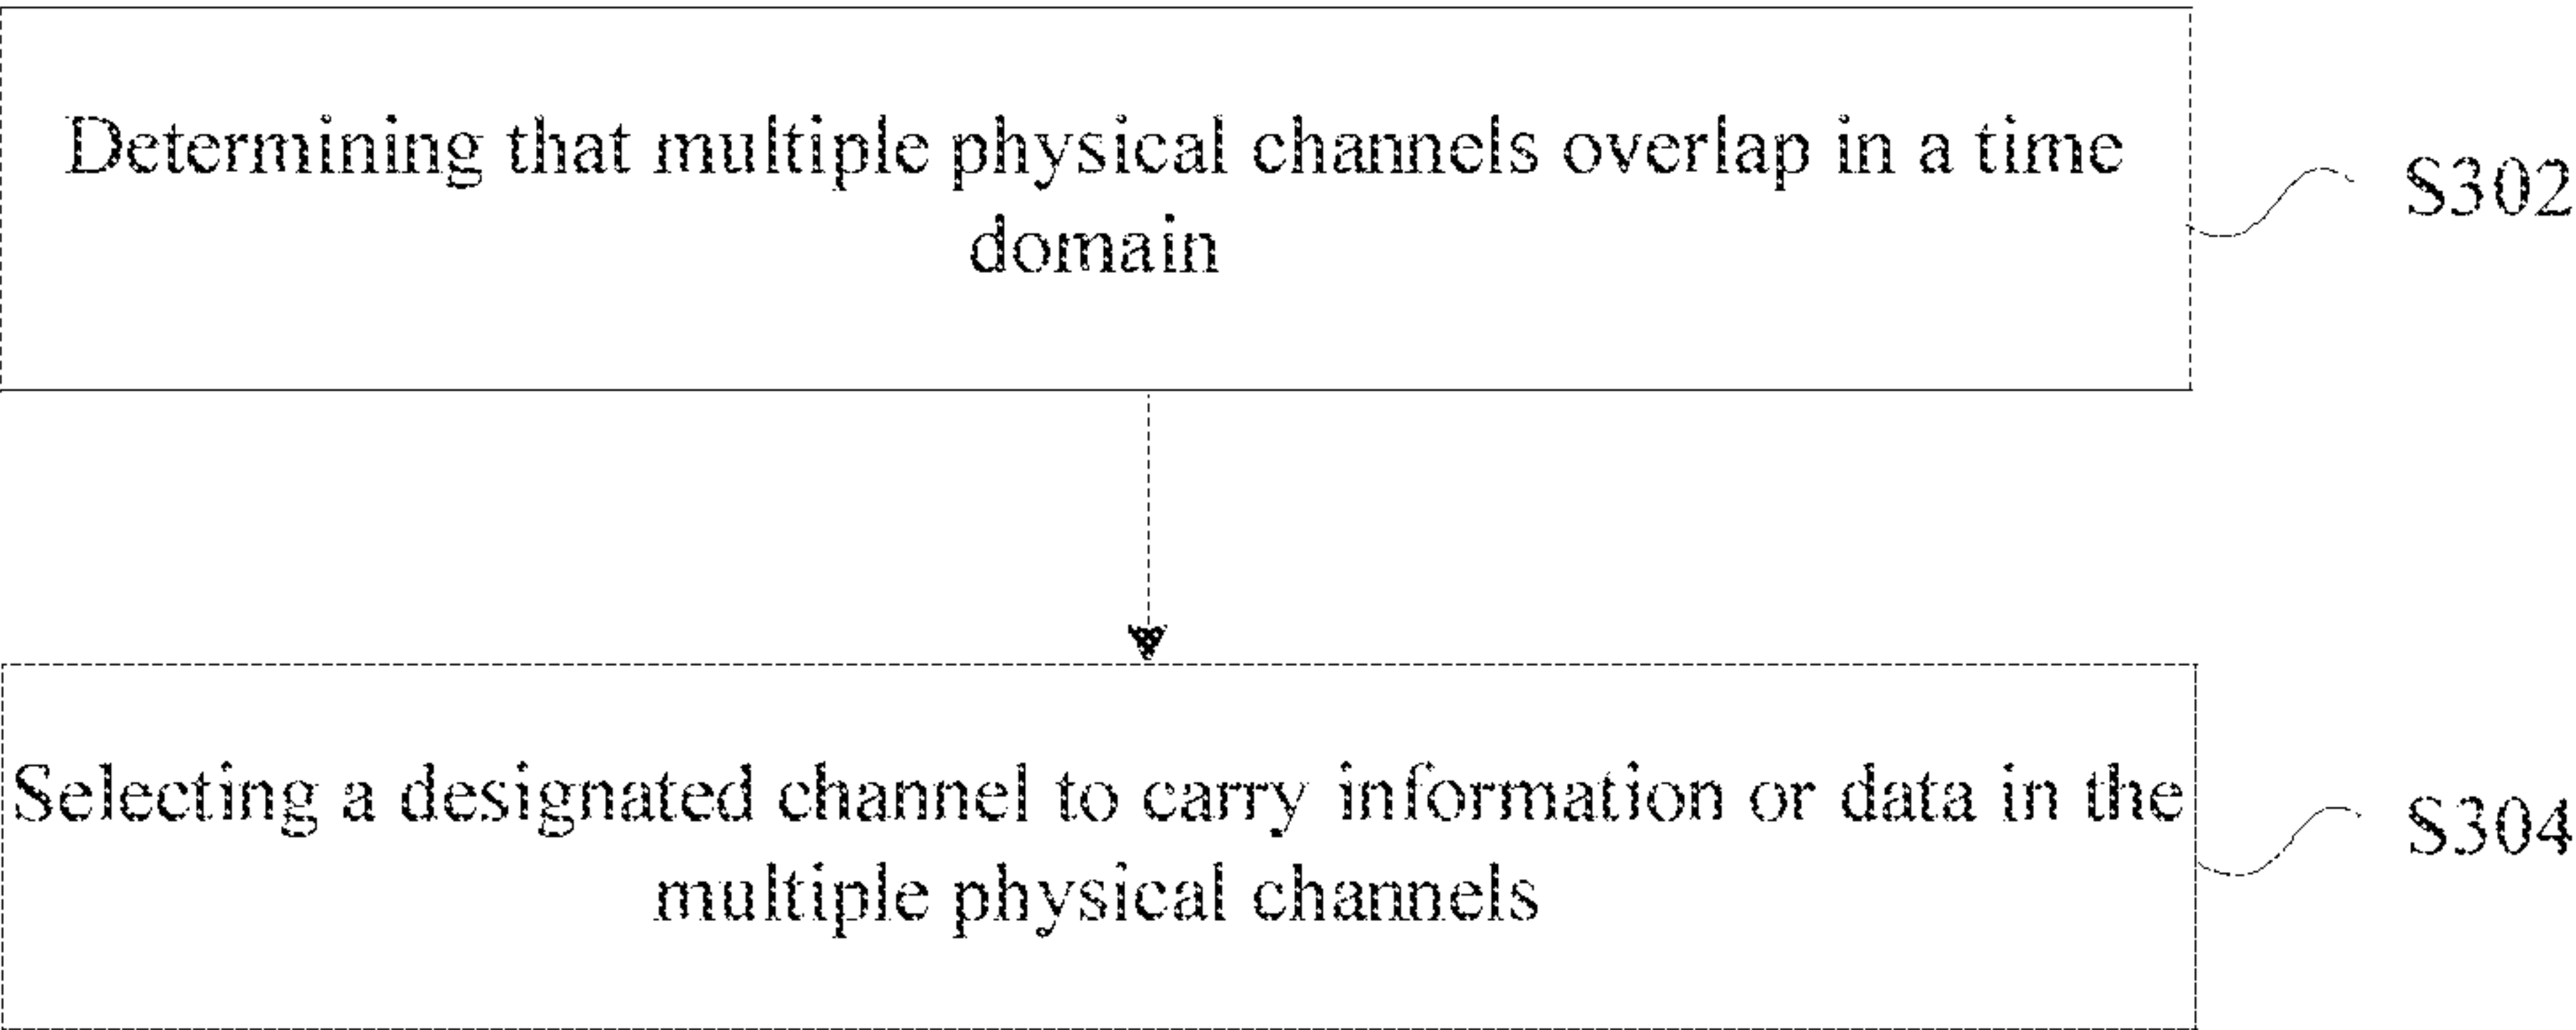 Determining that multiple physical channels overlap in a time
domain
S302
Selecting a designated channel to carry information or data in the
multiple physical channels
S304